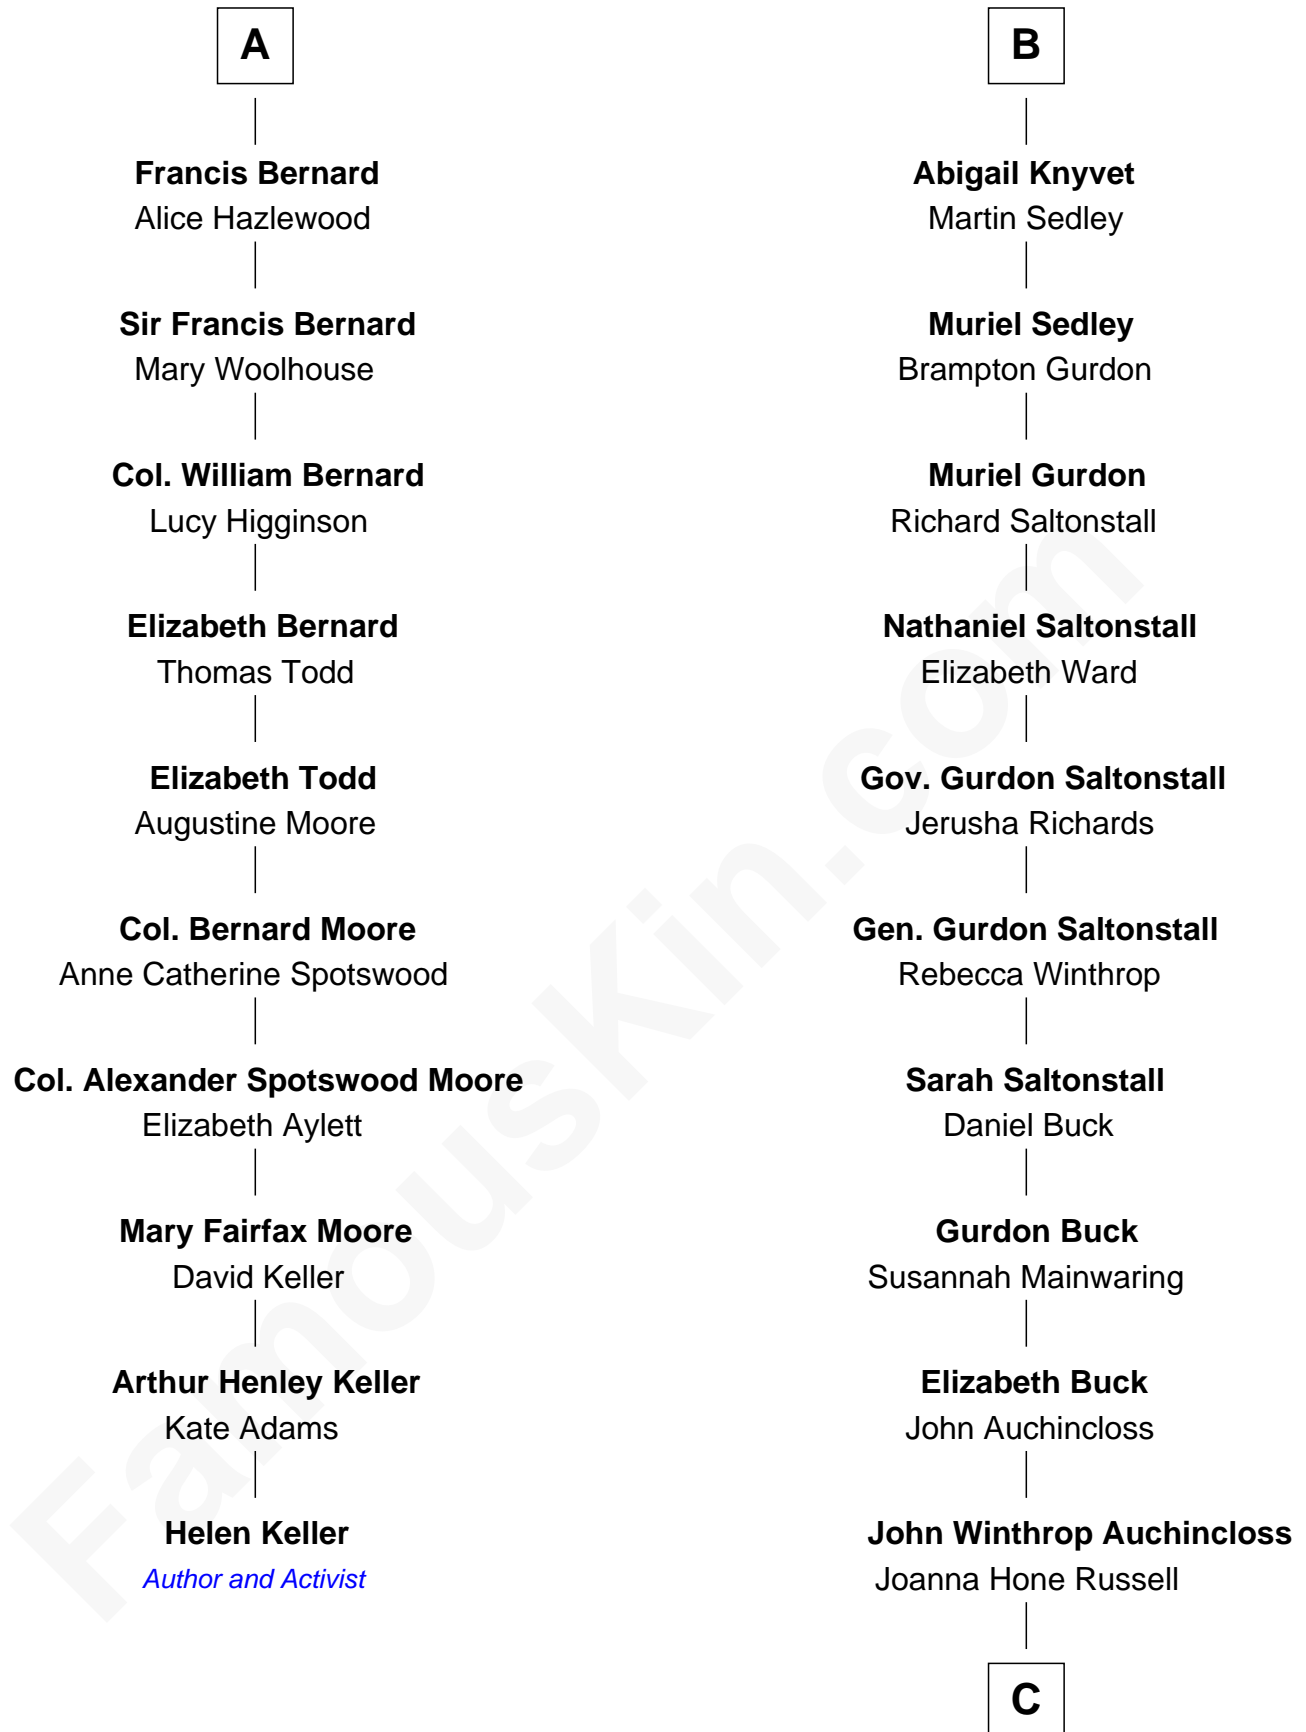 A
Francis Bernard
Alice Hazlewood
Sir Francis Bernard
Mary Woolhouse
Col. William Bernard
Lucy Higginson
Elizabeth Bernard
Thomas Todd
Elizabeth Todd
Augustine Moore
Col. Bernard Moore
Anne Catherine Spotswood
Col. Alexander Spotswood Moore
Elizabeth Aylett
Mary Fairfax Moore
David Keller
Arthur Henley Keller
Kate Adams
Helen Keller
Author and Activist
B
Abigail Knyvet
Martin Sedley
Muriel Sedley
Brampton Gurdon
Muriel Gurdon
Richard Saltonstall
Nathaniel Saltonstall
Elizabeth Ward
Gov. Gurdon Saltonstall
Jerusha Richards
Gen. Gurdon Saltonstall
Rebecca Winthrop
Sarah Saltonstall
Daniel Buck
Gurdon Buck
Susannah Mainwaring
Elizabeth Buck
John Auchincloss
John Winthrop Auchincloss
Joanna Hone Russell
C
FamousKin.com